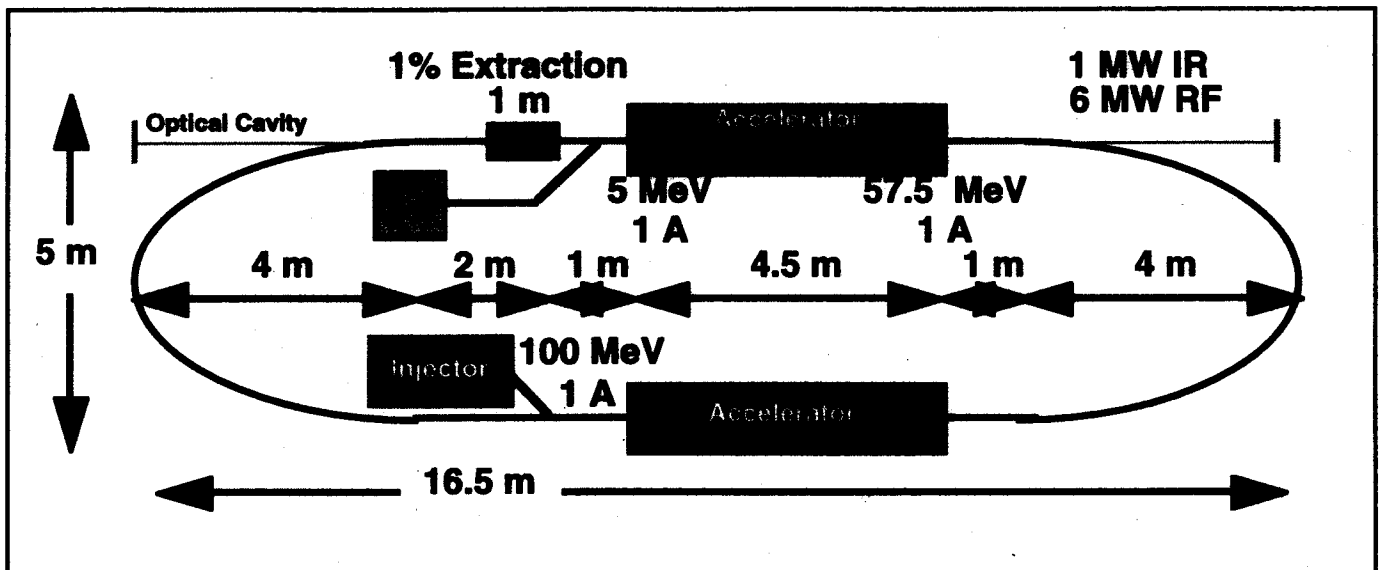 1% Extraction
1 m
1 MW IR
6 MW RF
Optical Cavity
Accelerator
5 MeV
1 A
57.5 MeV
1 A
5 m
4 m
2 m
1 m
4.5 m
1 m
4 m
Injector
100 MeV
1 A
Accelerator
16.5 m